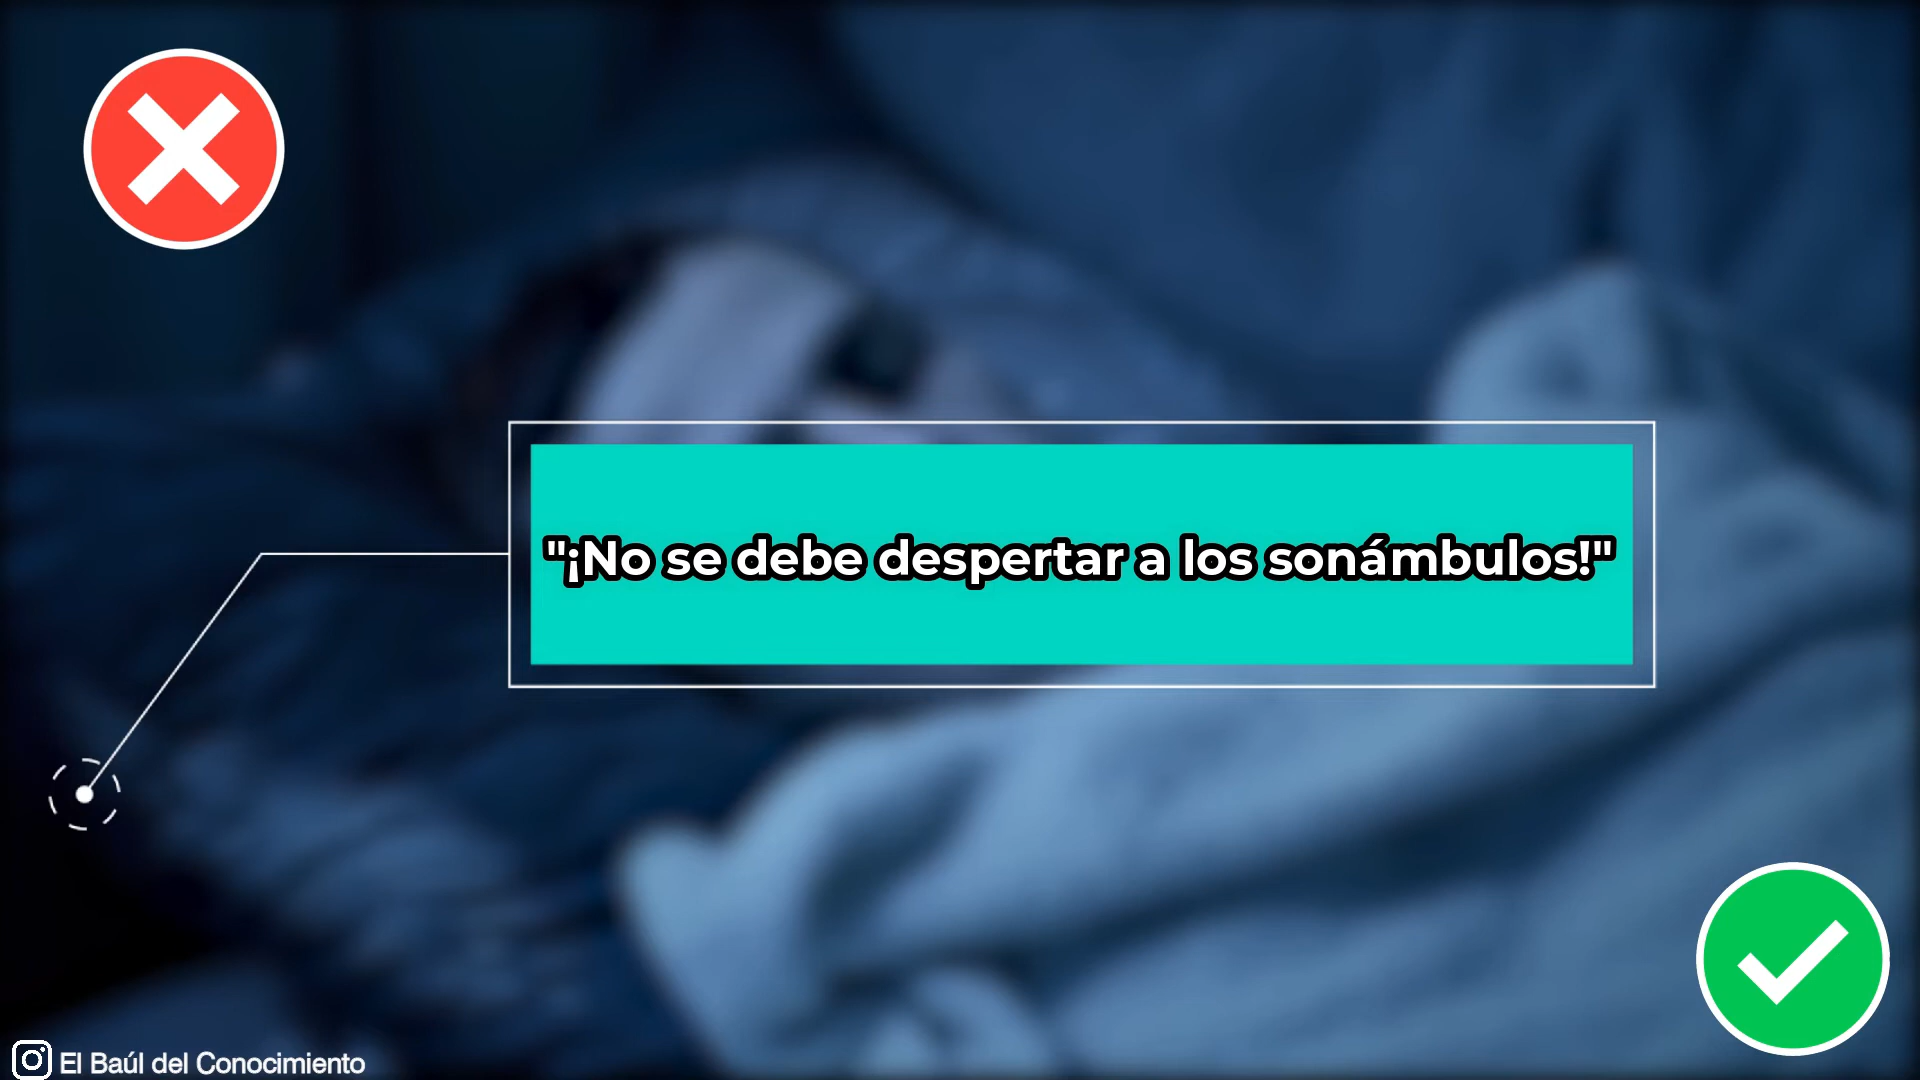 "¡No se debe despertar a los sonámbulos!"
El Baúl del Conocimiento